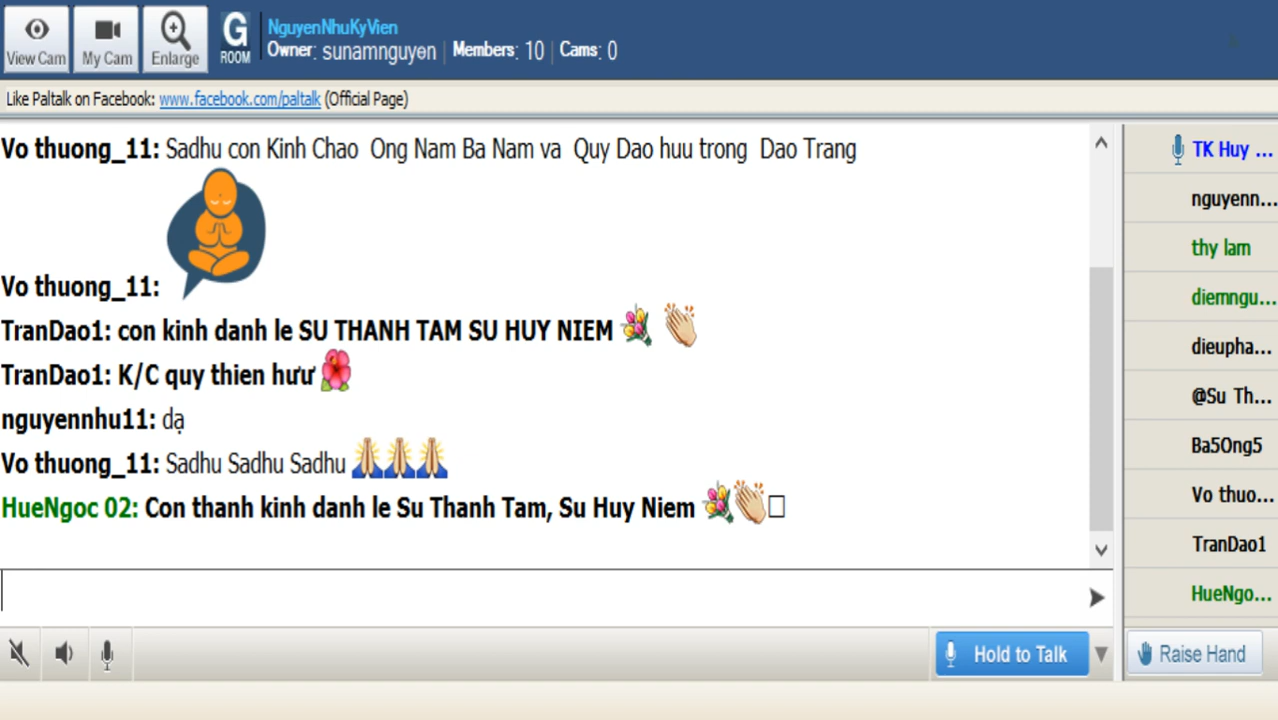 View Cam
My Cam
Enlarge
G
ROOM
NguyenNhuKyVien
Owner: sunamnguyen | Members: 10 | Cams: 0
Like Paltalk on Facebook: www.facebook.com/paltalk (Official Page)
Vo thuong_11: Sadhu con Kinh Chao Ong Nam Ba Nam va Quy Dao huu trong Dao Trang
Vo thuong_11:
TranDao1: con kinh danh le SU THANH TAM SU HUY NIEM
TranDao1: K/C quy thien hưư
nguyennhu11: dạ
Vo thuong_11: Sadhu Sadhu Sadhu
HueNgoc 02: Con thanh kinh danh le Su Thanh Tam, Su Huy Niem
TK Huy ...
nguyenn...
thy lam
diemngu...
dieupha...
@Su Th...
Ba5Ong5
Vo thuo...
TranDao1
HueNgo...
Hold to Talk
Raise Hand